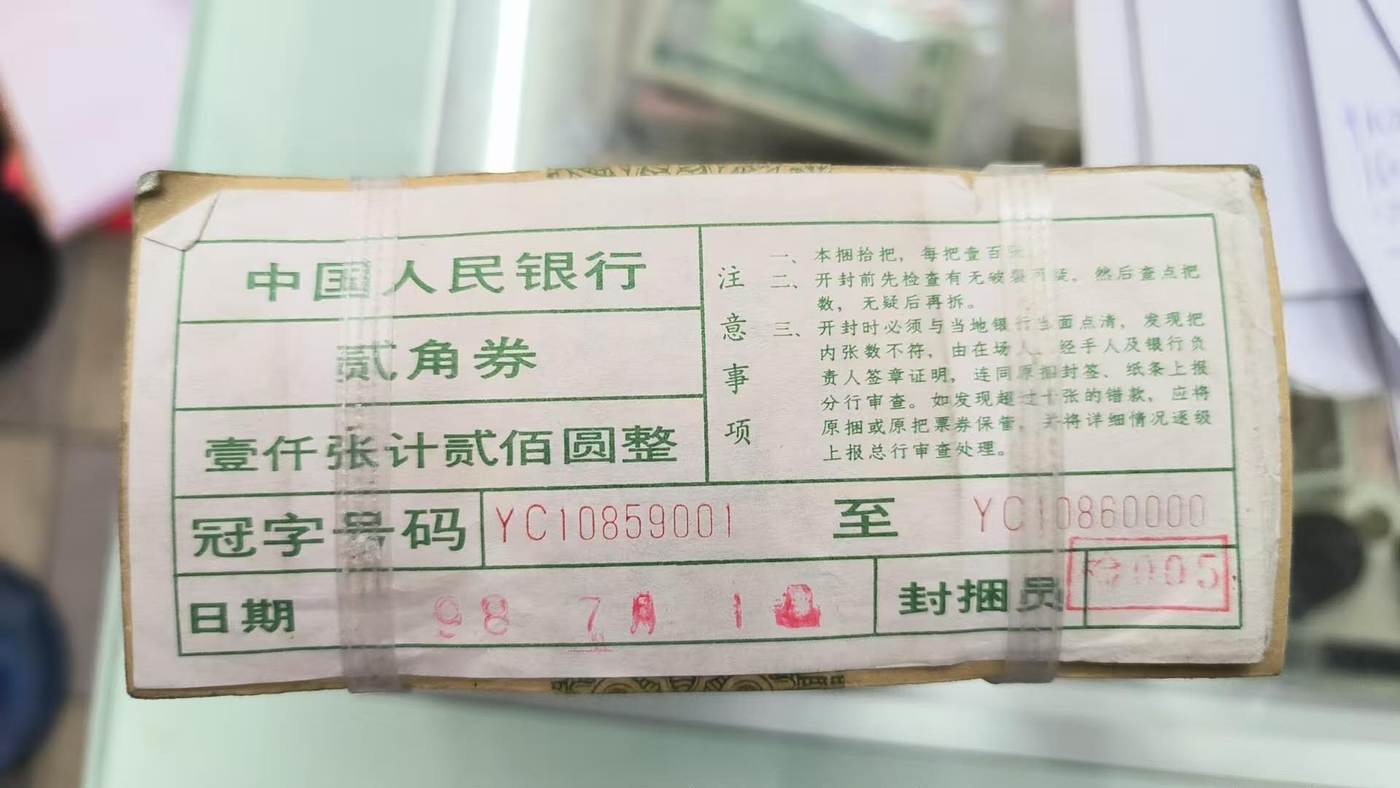 中国人民银行
贰角券
壹仟张计贰佰圆整
注意事项
一、本捆拾把，每把查百张
二、开封前先检查有无破裂可疑。然后查点把
数，无疑后再拆。
三、开封时必须与当地银行当面点清，发现把
内张数不符，由在场人、经手人及银行负
责人签章证明，连同原捆封签、纸条上报
分行审查。如发现超过十张的错款，应将
原捆或原把票券保管，并将详细情况逐级
上报总行审查处理。
冠字号码 YC10859001 至 YC10860000
日期 98 7月 1
封捆员 005